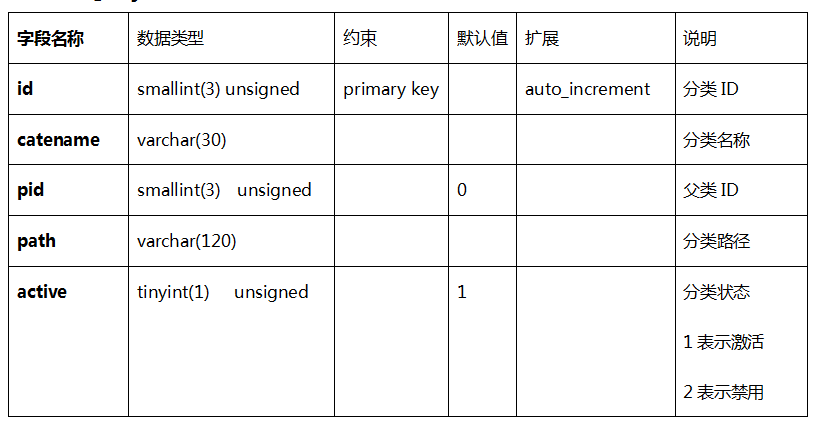 字段名称 数据类型 约束 默认值 扩展 说明
id smallint(3) unsigned primary key auto_increment 分类 ID
catename varchar(30) 分类名称
pid smallint(3) unsigned 0 父类 ID
path varchar(120) 分类路径
active tinyint(1) unsigned 1 分类状态
1 表示激活
2 表示禁用